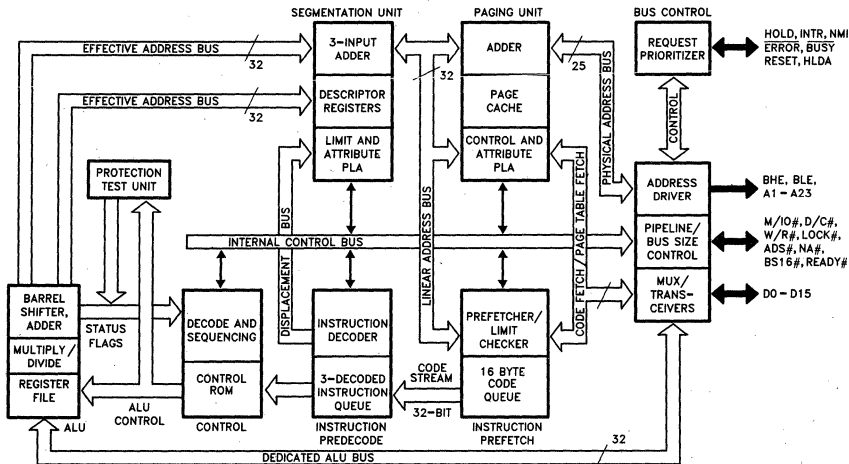 SEGMENTATION UNIT
PAGING UNIT
BUS CONTROL
EFFECTIVE ADDRESS BUS
32
3-INPUT
ADDER
ADDER
25
32
REQUEST
PRIORITIZER
HOLD, INTR, NMI
ERROR, BUSY
RESET, HLDA
EFFECTIVE ADDRESS BUS
32
DESCRIPTOR
REGISTERS
PAGE
CACHE
PHYSICAL ADDRESS BUS
CONTROL
LIMIT AND
ATTRIBUTE
PLA
CONTROL AND
ATTRIBUTE
PLA
PROTECTION
TEST UNIT
ADDRESS
DRIVER
BHE, BLE,
A1 - A23
DISPLACEMENT BUS
INTERNAL CONTROL BUS
LINEAR ADDRESS BUS
CODE FETCH / PAGE TABLE FETCH
PIPELINE/
BUS SIZE
CONTROL
M/IO#, D/C#,
W/R#, LOCK#,
ADS#, NA#,
BS16#, READY#
MUX/
TRANS-
CEIVERS
D0 - D15
BARREL
SHIFTER,
ADDER
STATUS
FLAGS
DECODE AND
SEQUENCING
INSTRUCTION
DECODER
PREFETCHER/
LIMIT
CHECKER
MULTIPLY /
DIVIDE
REGISTER
FILE
ALU
ALU
CONTROL
CONTROL
ROM
CONTROL
3-DECODED
INSTRUCTION
QUEUE
INSTRUCTION
PREDECODE
CODE
STREAM
32-BIT
16 BYTE
CODE
QUEUE
INSTRUCTION
PREFETCH
32
DEDICATED ALU BUS